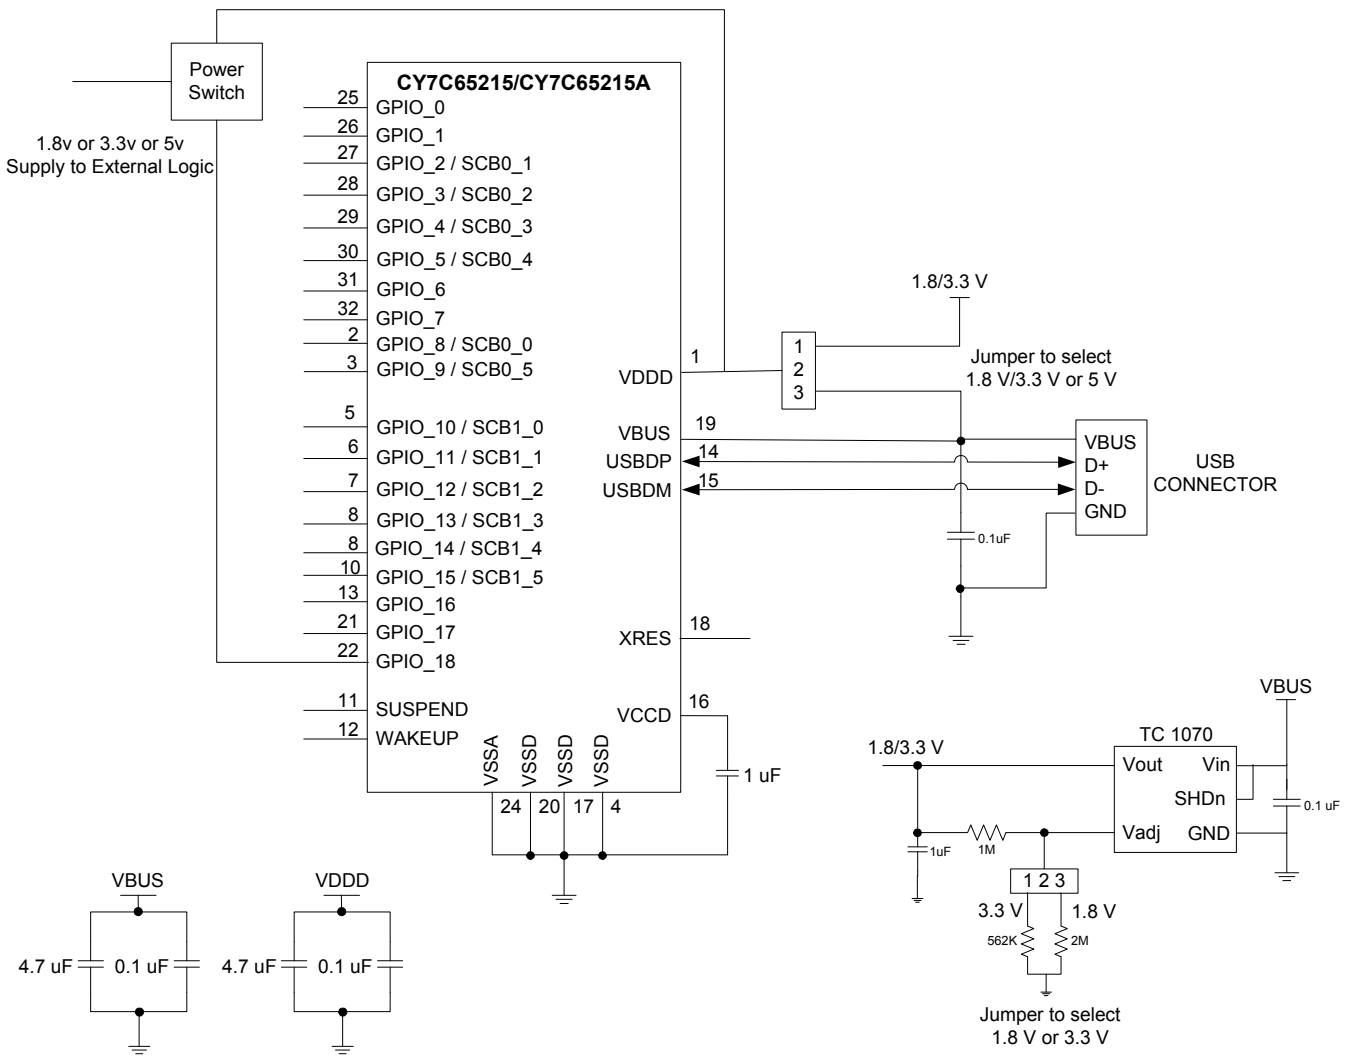 Power
Switch
1.8v or 3.3v or 5v
Supply to External Logic
CY7C65215/CY7C65215A
25 GPIO_0
26 GPIO_1
27 GPIO_2 / SCB0_1
28 GPIO_3 / SCB0_2
29 GPIO_4 / SCB0_3
30 GPIO_5 / SCB0_4
31 GPIO_6
32 GPIO_7
2 GPIO_8 / SCB0_0
3 GPIO_9 / SCB0_5
5 GPIO_10 / SCB1_0
6 GPIO_11 / SCB1_1
7 GPIO_12 / SCB1_2
8 GPIO_13 / SCB1_3
8 GPIO_14 / SCB1_4
10 GPIO_15 / SCB1_5
13 GPIO_16
21 GPIO_17
22 GPIO_18
11 SUSPEND
12 WAKEUP
VDDD 1
VBUS 19
USBDP 14
USBDM 15
XRES 18
VCCD 16
VSSA
VSSD
VSSD
VSSD
24 20 17 4
1 uF
1.8/3.3 V
1
2
3
Jumper to select
1.8 V/3.3 V or 5 V
VBUS
D+
D-
GND
USB
CONNECTOR
0.1uF
VBUS
TC 1070
1.8/3.3 V
Vout Vin
SHDn
Vadj GND
0.1 uF
1uF
1M
1 2 3
3.3 V 1.8 V
562K 2M
Jumper to select
1.8 V or 3.3 V
VBUS
4.7 uF 0.1 uF
VDDD
4.7 uF 0.1 uF